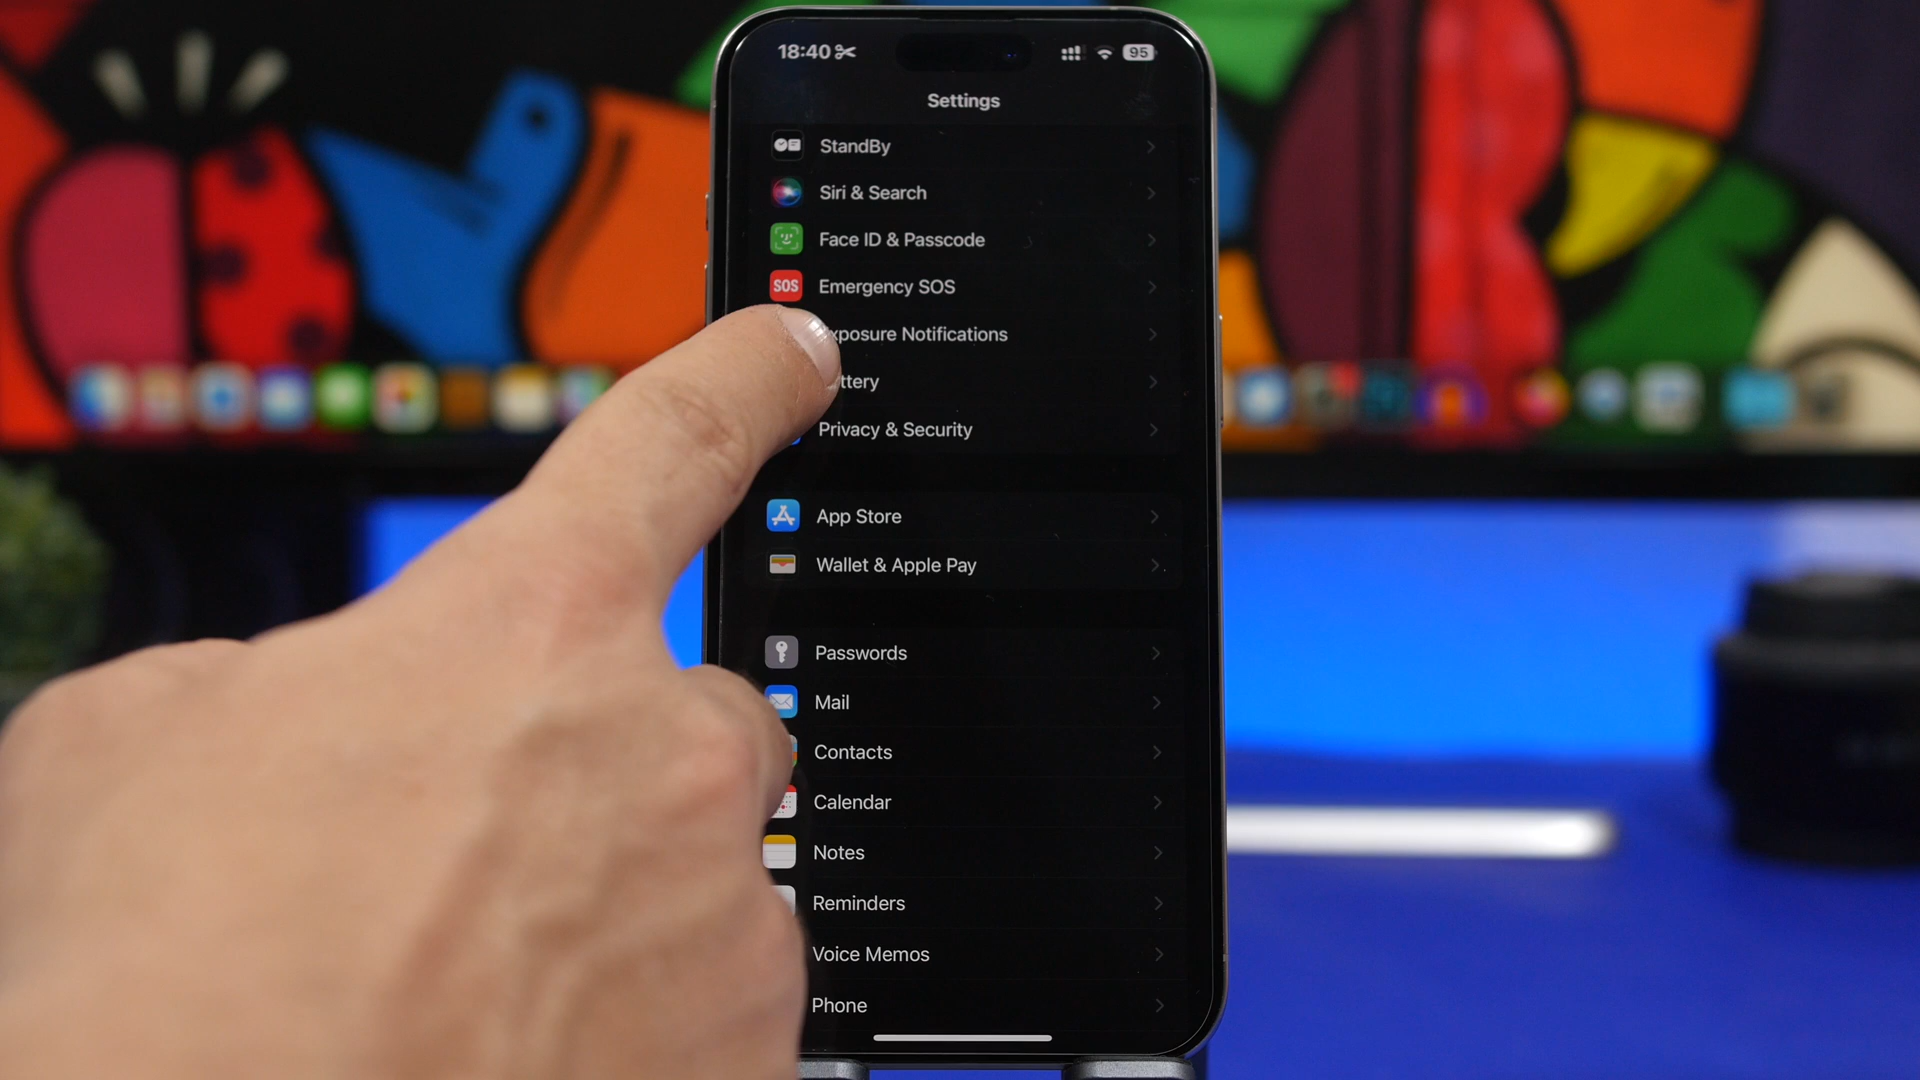 18:40 95
Settings
StandBy
Siri & Search
Face ID & Passcode
SOS Emergency SOS
xposure Notifications
ttery
Privacy & Security
App Store
Wallet & Apple Pay
Passwords
Mail
Contacts
Calendar
Notes
Reminders
Voice Memos
Phone